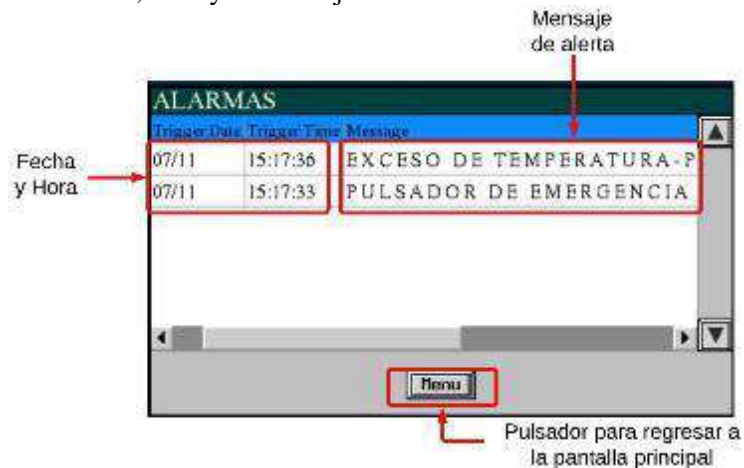 Mensaje
de alerta
ALARMAS
Trigger Date Trigger Time Message
07/11 15:17:36 EXCESO DE TEMPERATURA-P
07/11 15:17:33 PULSADOR DE EMERGENCIA
Fecha
y Hora
Menu
Pulsador para regresar a
la pantalla principal